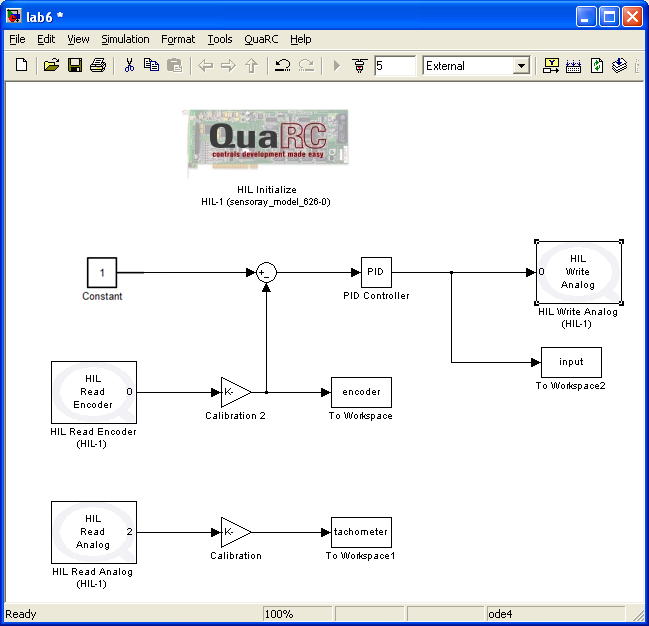 lab6 *
File Edit View Simulation Format Tools QuaRC Help
5 External
QuaRC
controls development made easy
HIL Initialize
HIL-1 (sensoray_model_626-0)
1
Constant
+
-
PID
PID Controller
HIL
Write
Analog
0
HIL Write Analog
(HIL-1)
input
To Workspace2
HIL
Read
Encoder
0
HIL Read Encoder
(HIL-1)
K-
Calibration 2
encoder
To Workspace
HIL
Read
Analog
2
HIL Read Analog
(HIL-1)
K-
Calibration
tachometer
To Workspace1
Ready 100% ode4